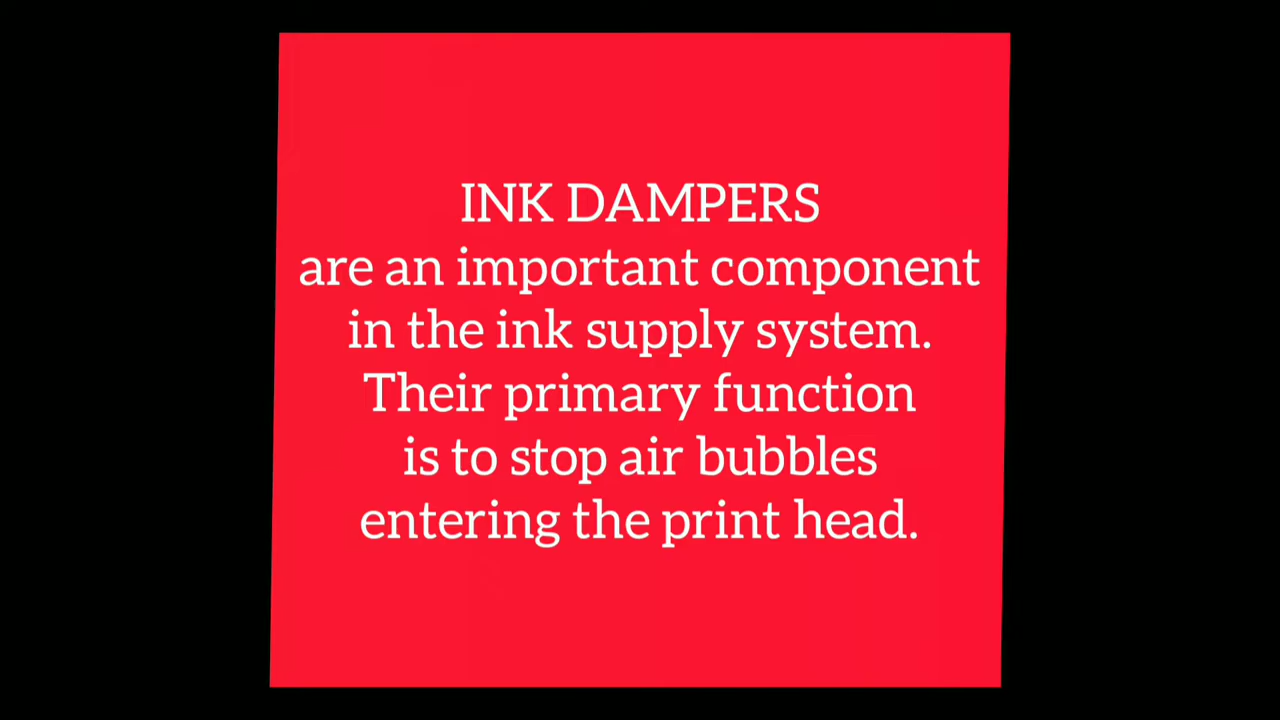 INK DAMPERS
are an important component
in the ink supply system.
Their primary function
is to stop air bubbles
entering the print head.